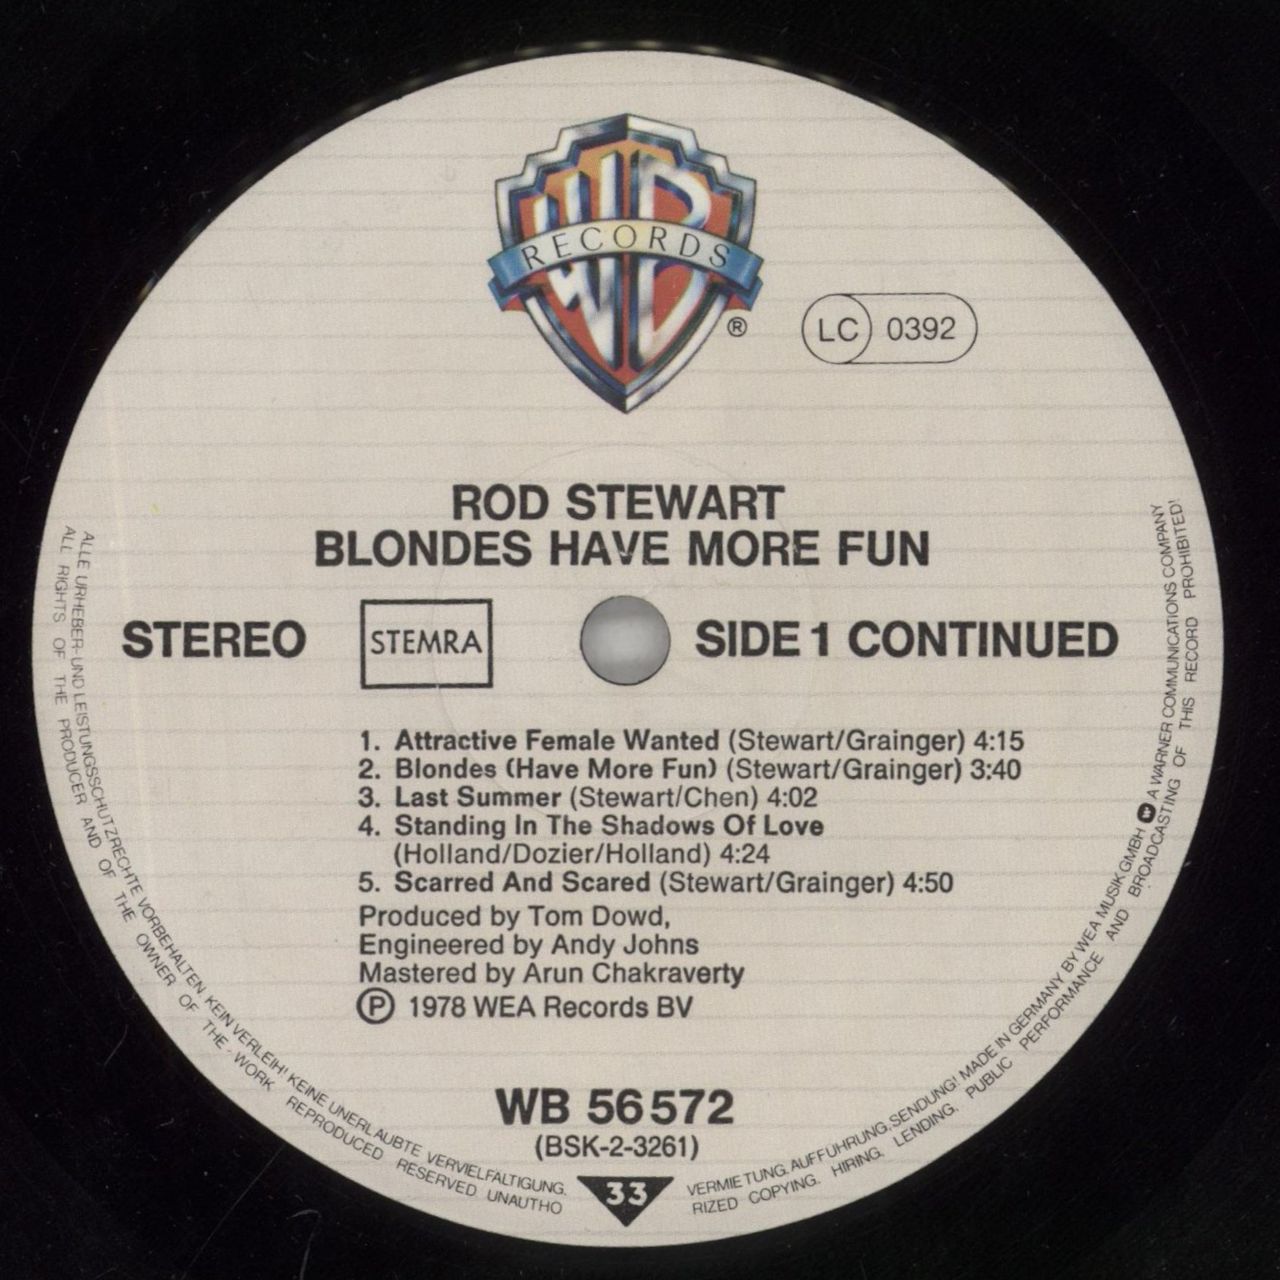 WB
RECORDS
®
LC 0392
ROD STEWART
BLONDES HAVE MORE FUN
STEREO
STEMRA
SIDE 1 CONTINUED
1. Attractive Female Wanted (Stewart/Grainger) 4:15
2. Blondes (Have More Fun) (Stewart/Grainger) 3:40
3. Last Summer (Stewart/Chen) 4:02
4. Standing In The Shadows Of Love
(Holland/Dozier/Holland) 4:24
5. Scarred And Scared (Stewart/Grainger) 4:50
Produced by Tom Dowd,
Engineered by Andy Johns
Mastered by Arun Chakraverty
Ⓟ 1978 WEA Records BV
WB 56 572
(BSK-2-3261)
33
ALLE URHEBER- UND LEISTUNGSSCHUTZRECHTE VORBEHALTEN. KEIN VERLEIH! KEINE UNERLAUBTE VERVIELFÄLTIGUNG. VERMIETUNG. AUFFÜHRUNG. SENDUNG! MADE IN GERMANY BY WEA MUSIK GMBH A WARNER COMMUNICATIONS COMPANY
ALL RIGHTS OF THE PRODUCER AND OF THE OWNER OF THE WORK REPRODUCED RESERVED UNAUTHO RIZED COPYING. HIRING. LENDING. PUBLIC PERFORMANCE AND BROADCASTING OF THIS RECORD PROHIBITED!